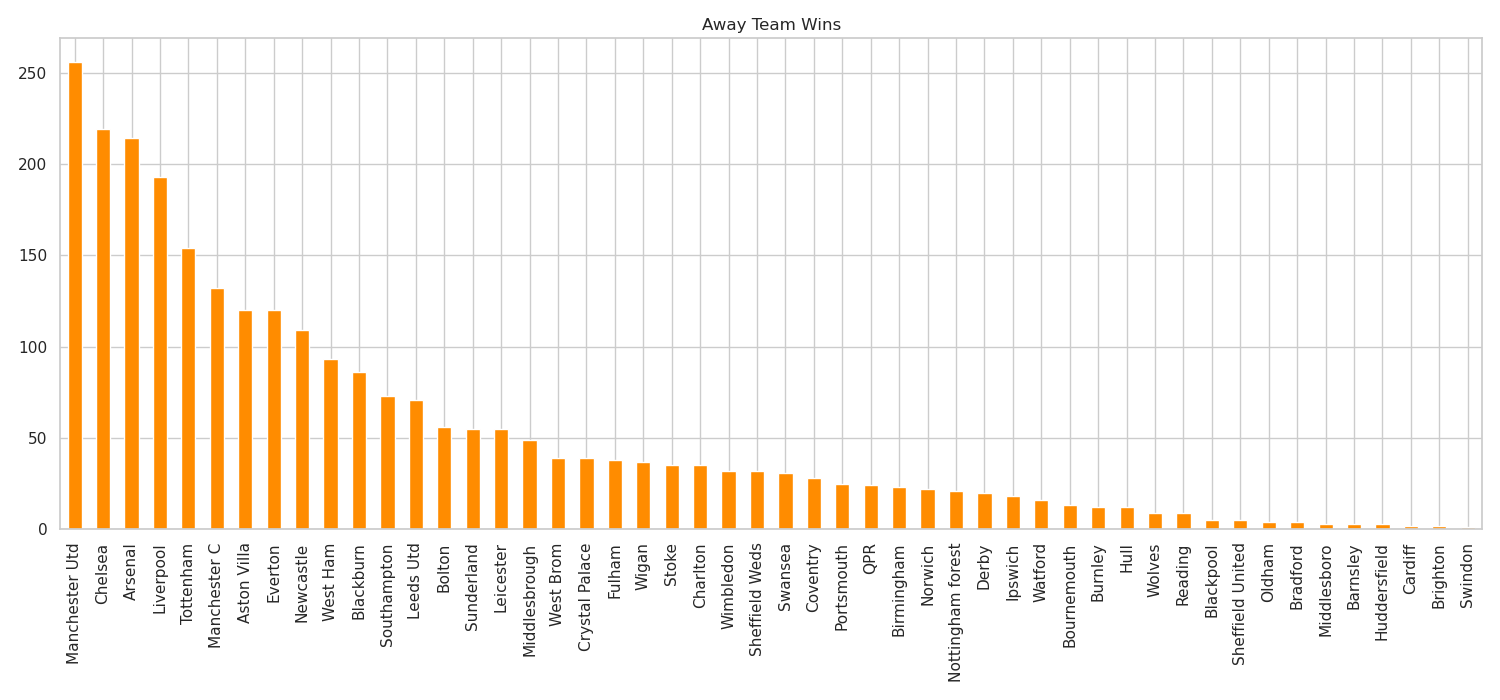 Away Team Wins
250
200
150
100
50
0
Manchester Utd
Chelsea
Arsenal
Liverpool
Tottenham
Manchester C
Aston Villa
Everton
Newcastle
West Ham
Blackburn
Southampton
Leeds Utd
Bolton
Sunderland
Leicester
Middlesbrough
West Brom
Crystal Palace
Fulham
Wigan
Stoke
Charlton
Wimbledon
Sheffield Weds
Swansea
Coventry
Portsmouth
QPR
Birmingham
Norwich
Nottingham forest
Derby
Ipswich
Watford
Bournemouth
Burnley
Hull
Wolves
Reading
Blackpool
Sheffield United
Oldham
Bradford
Middlesboro
Barnsley
Huddersfield
Cardiff
Brighton
Swindon